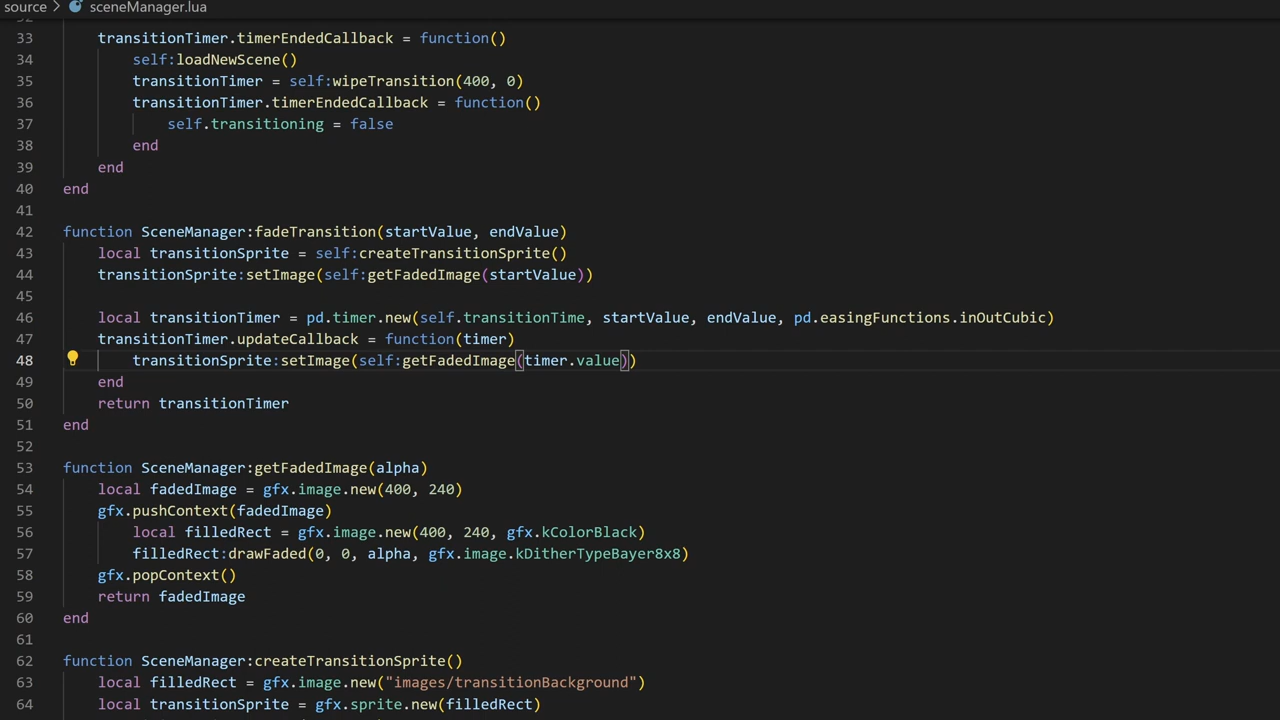 source > sceneManager.lua
32
33 transitionTimer.timerEndedCallback = function()
34 self:loadNewScene()
35 transitionTimer = self:wipeTransition(400, 0)
36 transitionTimer.timerEndedCallback = function()
37 self.transitioning = false
38 end
39 end
40 end
41
42 function SceneManager:fadeTransition(startValue, endValue)
43 local transitionSprite = self:createTransitionSprite()
44 transitionSprite:setImage(self:getFadedImage(startValue))
45
46 local transitionTimer = pd.timer.new(self.transitionTime, startValue, endValue, pd.easingFunctions.inOutCubic)
47 transitionTimer.updateCallback = function(timer)
48 transitionSprite:setImage(self:getFadedImage(timer.value))
49 end
50 return transitionTimer
51 end
52
53 function SceneManager:getFadedImage(alpha)
54 local fadedImage = gfx.image.new(400, 240)
55 gfx.pushContext(fadedImage)
56 local filledRect = gfx.image.new(400, 240, gfx.kColorBlack)
57 filledRect:drawFaded(0, 0, alpha, gfx.image.kDitherTypeBayer8x8)
58 gfx.popContext()
59 return fadedImage
60 end
61
62 function SceneManager:createTransitionSprite()
63 local filledRect = gfx.image.new("images/transitionBackground")
64 local transitionSprite = gfx.sprite.new(filledRect)